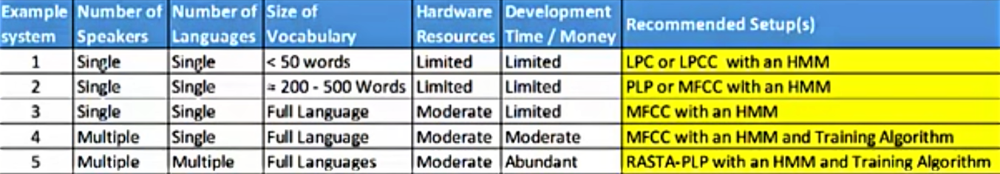 Example system Number of Speakers Number of Languages Size of Vocabulary Hardware Resources Development Time / Money Recommended Setup(s)
1 Single Single < 50 words Limited Limited LPC or LPCC with an HMM
2 Single Single ≈ 200 - 500 Words Limited Limited PLP or MFCC with an HMM
3 Single Single Full Language Moderate Limited MFCC with an HMM
4 Multiple Single Full Language Moderate Moderate MFCC with an HMM and Training Algorithm
5 Multiple Multiple Full Languages Moderate Abundant RASTA-PLP with an HMM and Training Algorithm